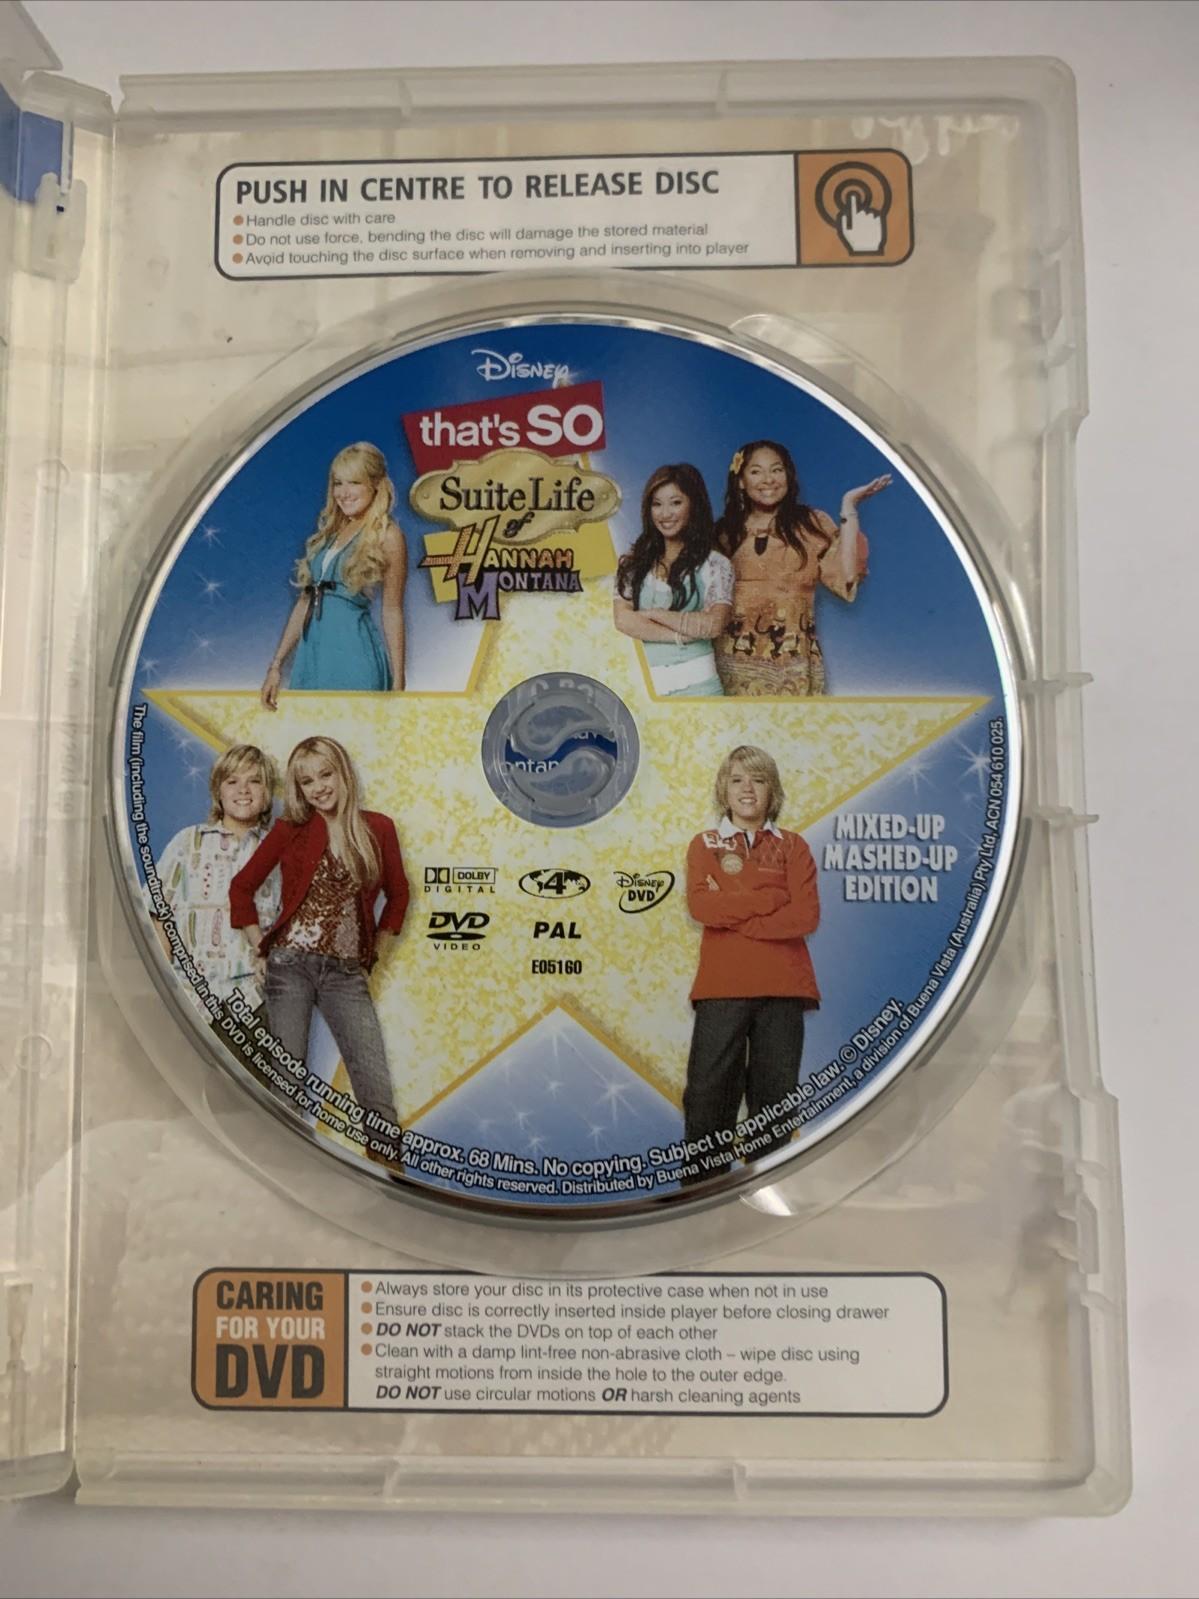 PUSH IN CENTRE TO RELEASE DISC
Handle disc with care
Do not use force, bending the disc will damage the stored material
Avoid touching the disc surface when removing and inserting into player
Disney
that's SO
Suite Life
of
HANNAH
MONTANA
MIXED-UP
MASHED-UP
EDITION
DOLBY
DIGITAL
4
Disney
DVD
DVD
VIDEO
PAL
E05160
Total episode running time approx. 68 Mins. No copying. Subject to applicable law. © Disney.
The film (including the soundtrack) comprised in this DVD is licensed for home use only. All other rights reserved. Distributed by Buena Vista Home Entertainment, a division of Buena Vista (Australia) Pty Ltd, ACN 054 610 025.
CARING
FOR YOUR
DVD
Always store your disc in its protective case when not in use
Ensure disc is correctly inserted inside player before closing drawer
DO NOT stack the DVDs on top of each other
Clean with a damp lint-free non-abrasive cloth – wipe disc using
straight motions from inside the hole to the outer edge.
DO NOT use circular motions OR harsh cleaning agents